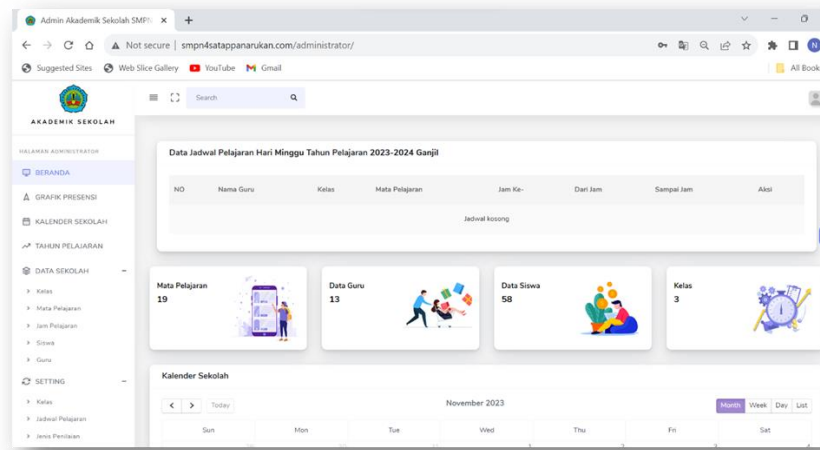 Admin Akademik Sekolah SMPN
Not secure | smpn4satappanarukan.com/administrator/
Suggested Sites Web Slice Gallery YouTube Gmail All Book
AKADEMIK SEKOLAH
Search
HALAMAN ADMINISTRATOR
BERANDA
GRAFIK PRESENSI
KALENDER SEKOLAH
TAHUN PELAJARAN
DATA SEKOLAH
Kelas
Mata Pelajaran
Jam Pelajaran
Siswa
Guru
SETTING
Kelas
Jadwal Pelajaran
Jenis Penilaian
Data Jadwal Pelajaran Hari Minggu Tahun Pelajaran 2023-2024 Ganjil
NO Nama Guru Kelas Mata Pelajaran Jam Ke- Dari Jam Sampai Jam Aksi
Jadwal kosong
Mata Pelajaran Data Guru Data Siswa Kelas
19 13 58 3
Kalender Sekolah
Today November 2023 Month Week Day List
Sun Mon Tue Wed Thu Fri Sat